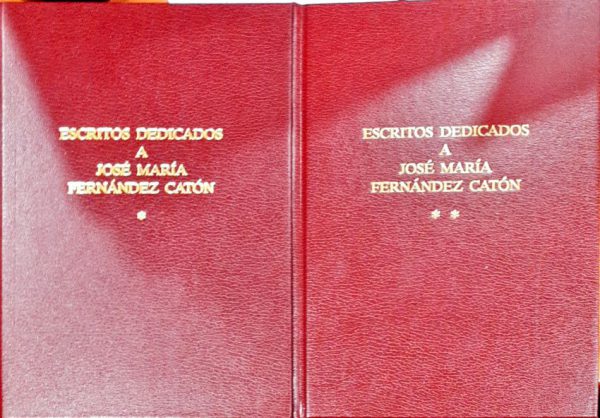 ESCRITOS DEDICADOS
A
JOSÉ MARÍA
FERNÁNDEZ CATÓN
*
ESCRITOS DEDICADOS
A
JOSÉ MARÍA
FERNÁNDEZ CATÓN
* *